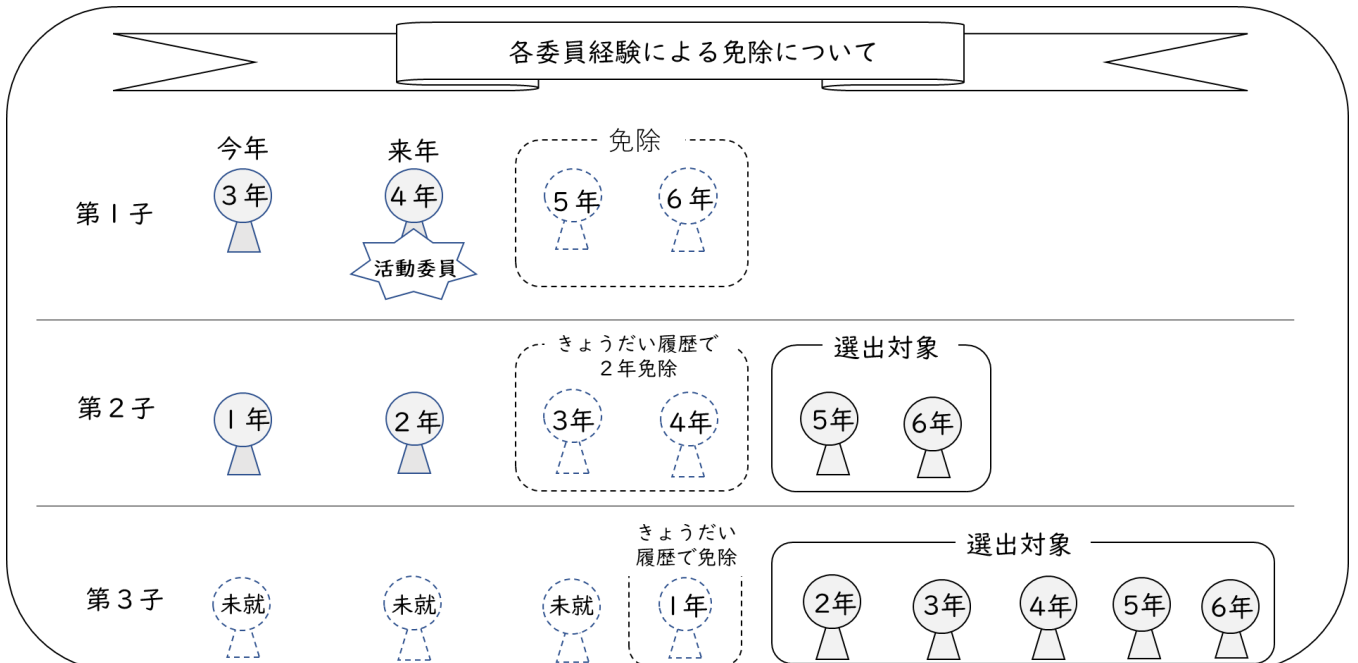 各委員経験による免除について
今年
来年
免除
第1子
3年
4年
5年
6年
活動委員
きょうだい履歴で
2年免除
選出対象
第2子
1年
2年
3年
4年
5年
6年
きょうだい
履歴で免除
選出対象
第3子
未就
未就
未就
1年
2年
3年
4年
5年
6年